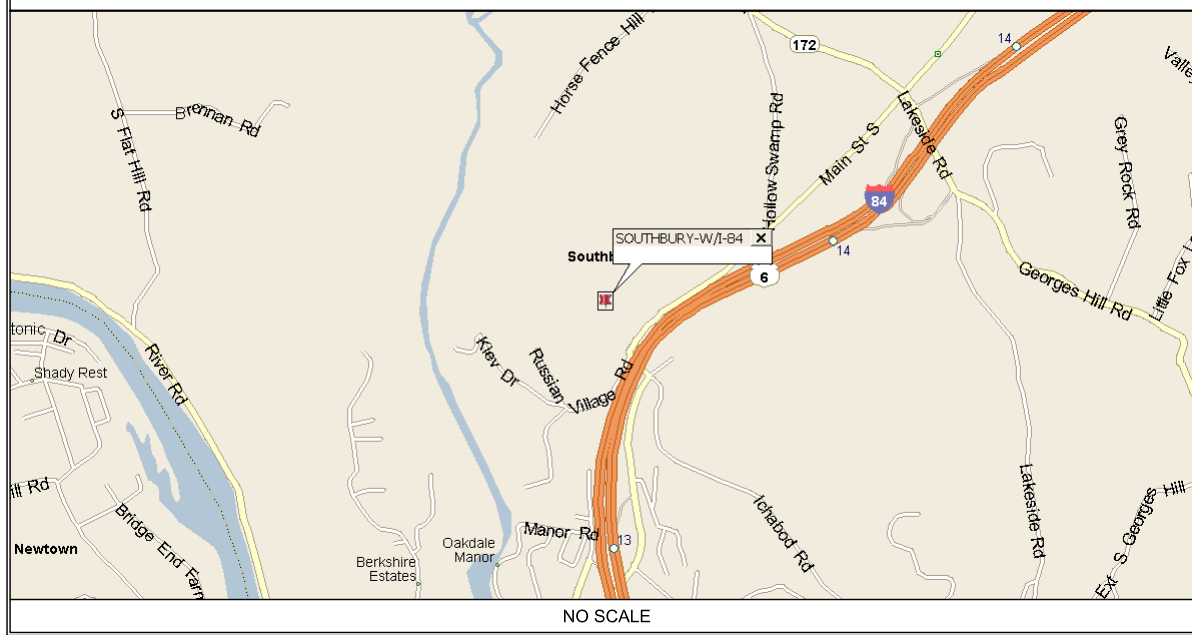 Horse Fence Hill
172
14
Valley
Brennan Rd
S Flat Hill Rd
Hollow Swamp Rd
Main St S
Lakeside Rd
Grey Rock Rd
84
SOUTHBURY-W/I-84
Southb
14
6
Georges Hill Rd
Little Fox L
tonic Dr
Shady Rest
River Rd
Kiev Dr
Russian Village Rd
ill Rd
Bridge End Farm
Newtown
Manor Rd
Oakdale
Manor
13
Berkshire
Estates
Ichabod Rd
Lakeside Rd
Ext S Georges Hill
NO SCALE